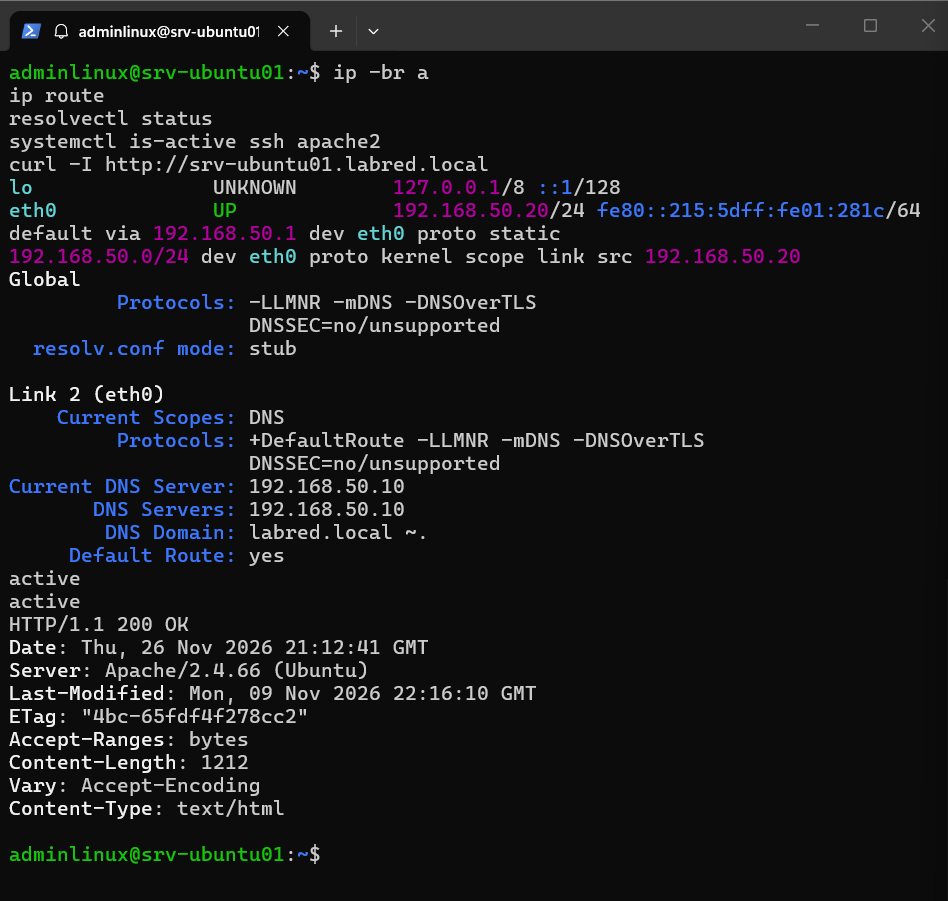 adminlinux@srv-ubuntu01
adminlinux@srv-ubuntu01:~$ ip -br a
ip route
resolvectl status
systemctl is-active ssh apache2
curl -I http://srv-ubuntu01.labred.local
lo UNKNOWN 127.0.0.1/8 ::1/128
eth0 UP 192.168.50.20/24 fe80::215:5dff:fe01:281c/64
default via 192.168.50.1 dev eth0 proto static
192.168.50.0/24 dev eth0 proto kernel scope link src 192.168.50.20
Global
Protocols: -LLMNR -mDNS -DNSOverTLS
DNSSEC=no/unsupported
resolv.conf mode: stub
Link 2 (eth0)
Current Scopes: DNS
Protocols: +DefaultRoute -LLMNR -mDNS -DNSOverTLS
DNSSEC=no/unsupported
Current DNS Server: 192.168.50.10
DNS Servers: 192.168.50.10
DNS Domain: labred.local ~.
Default Route: yes
active
active
HTTP/1.1 200 OK
Date: Thu, 26 Nov 2026 21:12:41 GMT
Server: Apache/2.4.66 (Ubuntu)
Last-Modified: Mon, 09 Nov 2026 22:16:10 GMT
ETag: "4bc-65fdf4f278cc2"
Accept-Ranges: bytes
Content-Length: 1212
Vary: Accept-Encoding
Content-Type: text/html
adminlinux@srv-ubuntu01:~$